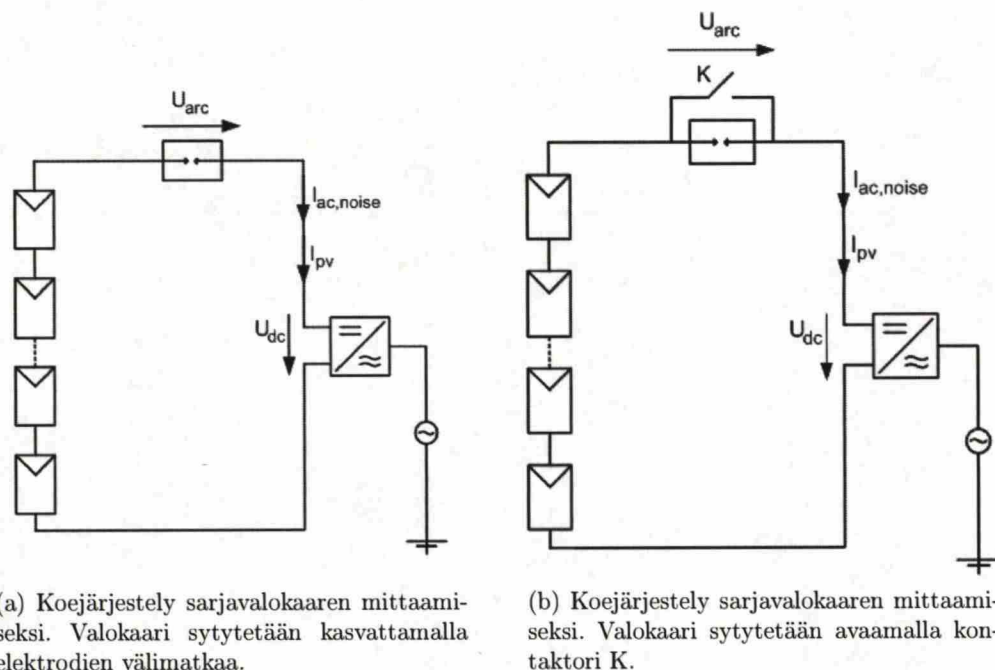 U_arc
I_ac,noise
I_pv
U_dc
(a) Koejärjestely sarjavalokaaren mittaami-
seksi. Valokaari sytytetään kasvattamalla
elektrodien välimatkaa.
U_arc
K
I_ac,noise
I_pv
U_dc
(b) Koejärjestely sarjavalokaaren mittaami-
seksi. Valokaari sytytetään avaamalla kon-
taktori K.